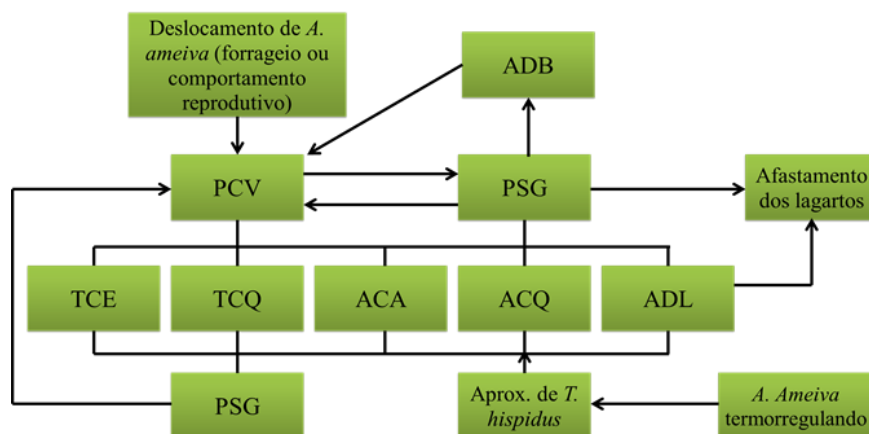 Deslocamento de A.
ameiva (forrageio ou
comportamento
reprodutivo)
ADB
PCV
PSG
Afastamento
dos lagartos
TCE
TCQ
ACA
ACQ
ADL
PSG
Aprox. de T.
hispidus
A. Ameiva
termorregulando